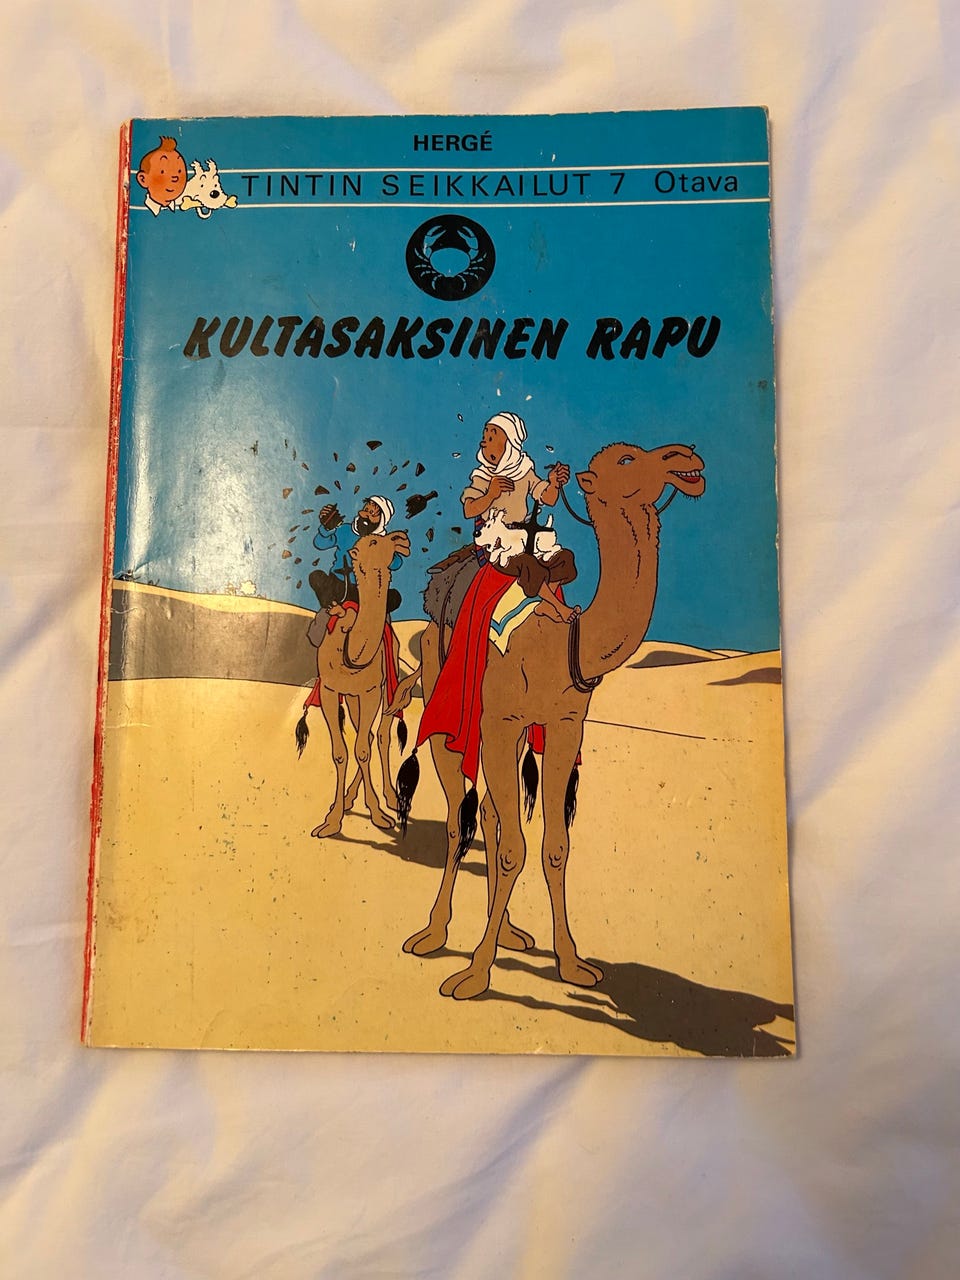 HERGÉ
TINTIN SEIKKAILUT 7 Otava
KULTASAKSINEN RAPU